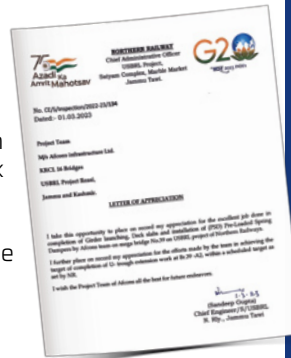 75
Azadi Ka
Amrit Mahotsav
NORTHERN RAILWAY
Chief Administrative Officer
USBRL Project,
Satyam Complex, Marble Market
Jammu Tawi.
G20
No. CE/S/Inspection/2022-23/194
Dated:- 01.03.2023
Project Team
M/s Afcons Infrastructure Ltd.
KRCL 16 Bridges
USBRL Project Reasi,
Jammu and Kashmir.
LETTER OF APPRECIATION
I take this opportunity to place on record my appreciation for the excellent job done in
completion of Girder launching, Deck slabs and installation of (PSD) Pre-Loaded Spring
Dampers by Afcons team on mega bridge No.39 on USBRL project of Northern Railways.
I further place on record my appreciation for the efforts made by the team in achieving the
target of completion of U- trough extension work at Br.39 -A2, within a scheduled target as
set by NR.
I wish the Project Team of Afcons all the best for future endeavors.
1-3-23
(Sandeep Gupta)
Chief Engineer/S/USBRL
N. Rly., Jammu Tawi